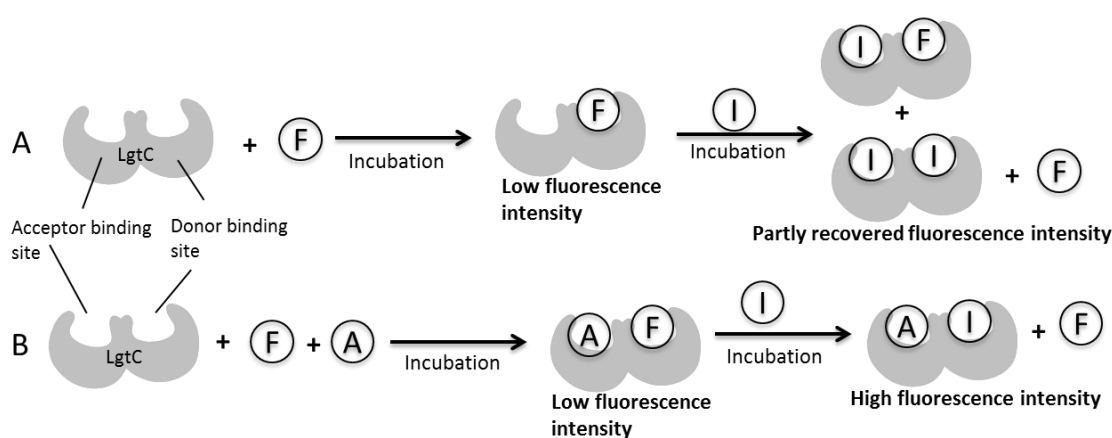 I F
+
A LgtC + F Incubation F I Incubation
I I + F
Low fluorescence
intensity
Partly recovered fluorescence intensity
Acceptor binding
site
Donor binding
site
B LgtC + F + A Incubation A F I Incubation A I + F
Low fluorescence
intensity
High fluorescence intensity